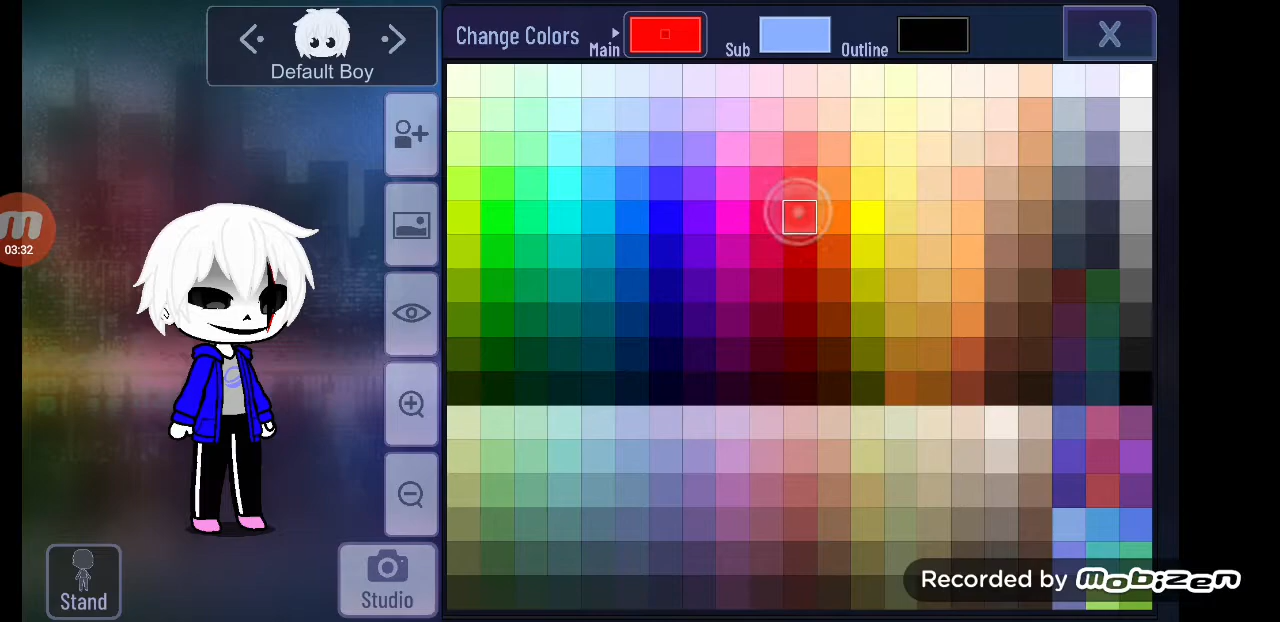 Change Colors
Main
Sub
Outline
X
Default Boy
03:32
Stand
Studio
Recorded by Mobizen